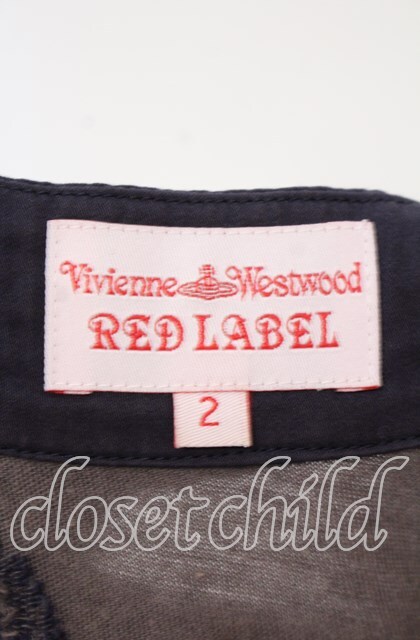 Vivienne Westwood
RED LABEL
2
closetchild